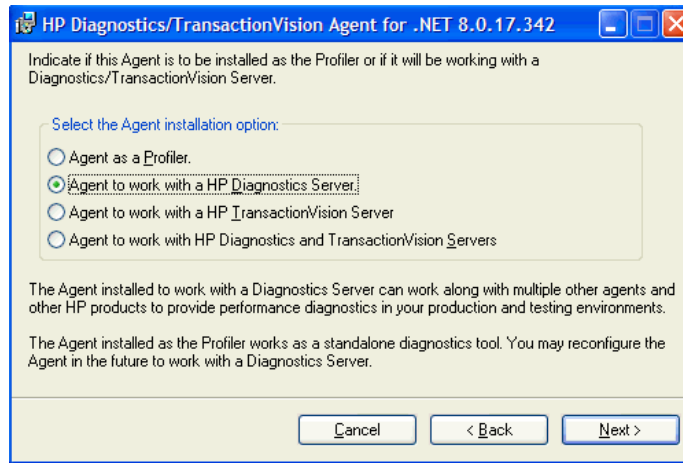 HP Diagnostics/TransactionVision Agent for .NET 8.0.17.342
Indicate if this Agent is to be installed as the Profiler or if it will be working with a
Diagnostics/TransactionVision Server.
Select the Agent installation option:
Agent as a Profiler.
Agent to work with a HP Diagnostics Server.
Agent to work with a HP TransactionVision Server
Agent to work with HP Diagnostics and TransactionVision Servers
The Agent installed to work with a Diagnostics Server can work along with multiple other agents and
other HP products to provide performance diagnostics in your production and testing environments.
The Agent installed as the Profiler works as a standalone diagnostics tool. You may reconfigure the
Agent in the future to work with a Diagnostics Server.
Cancel
< Back
Next >